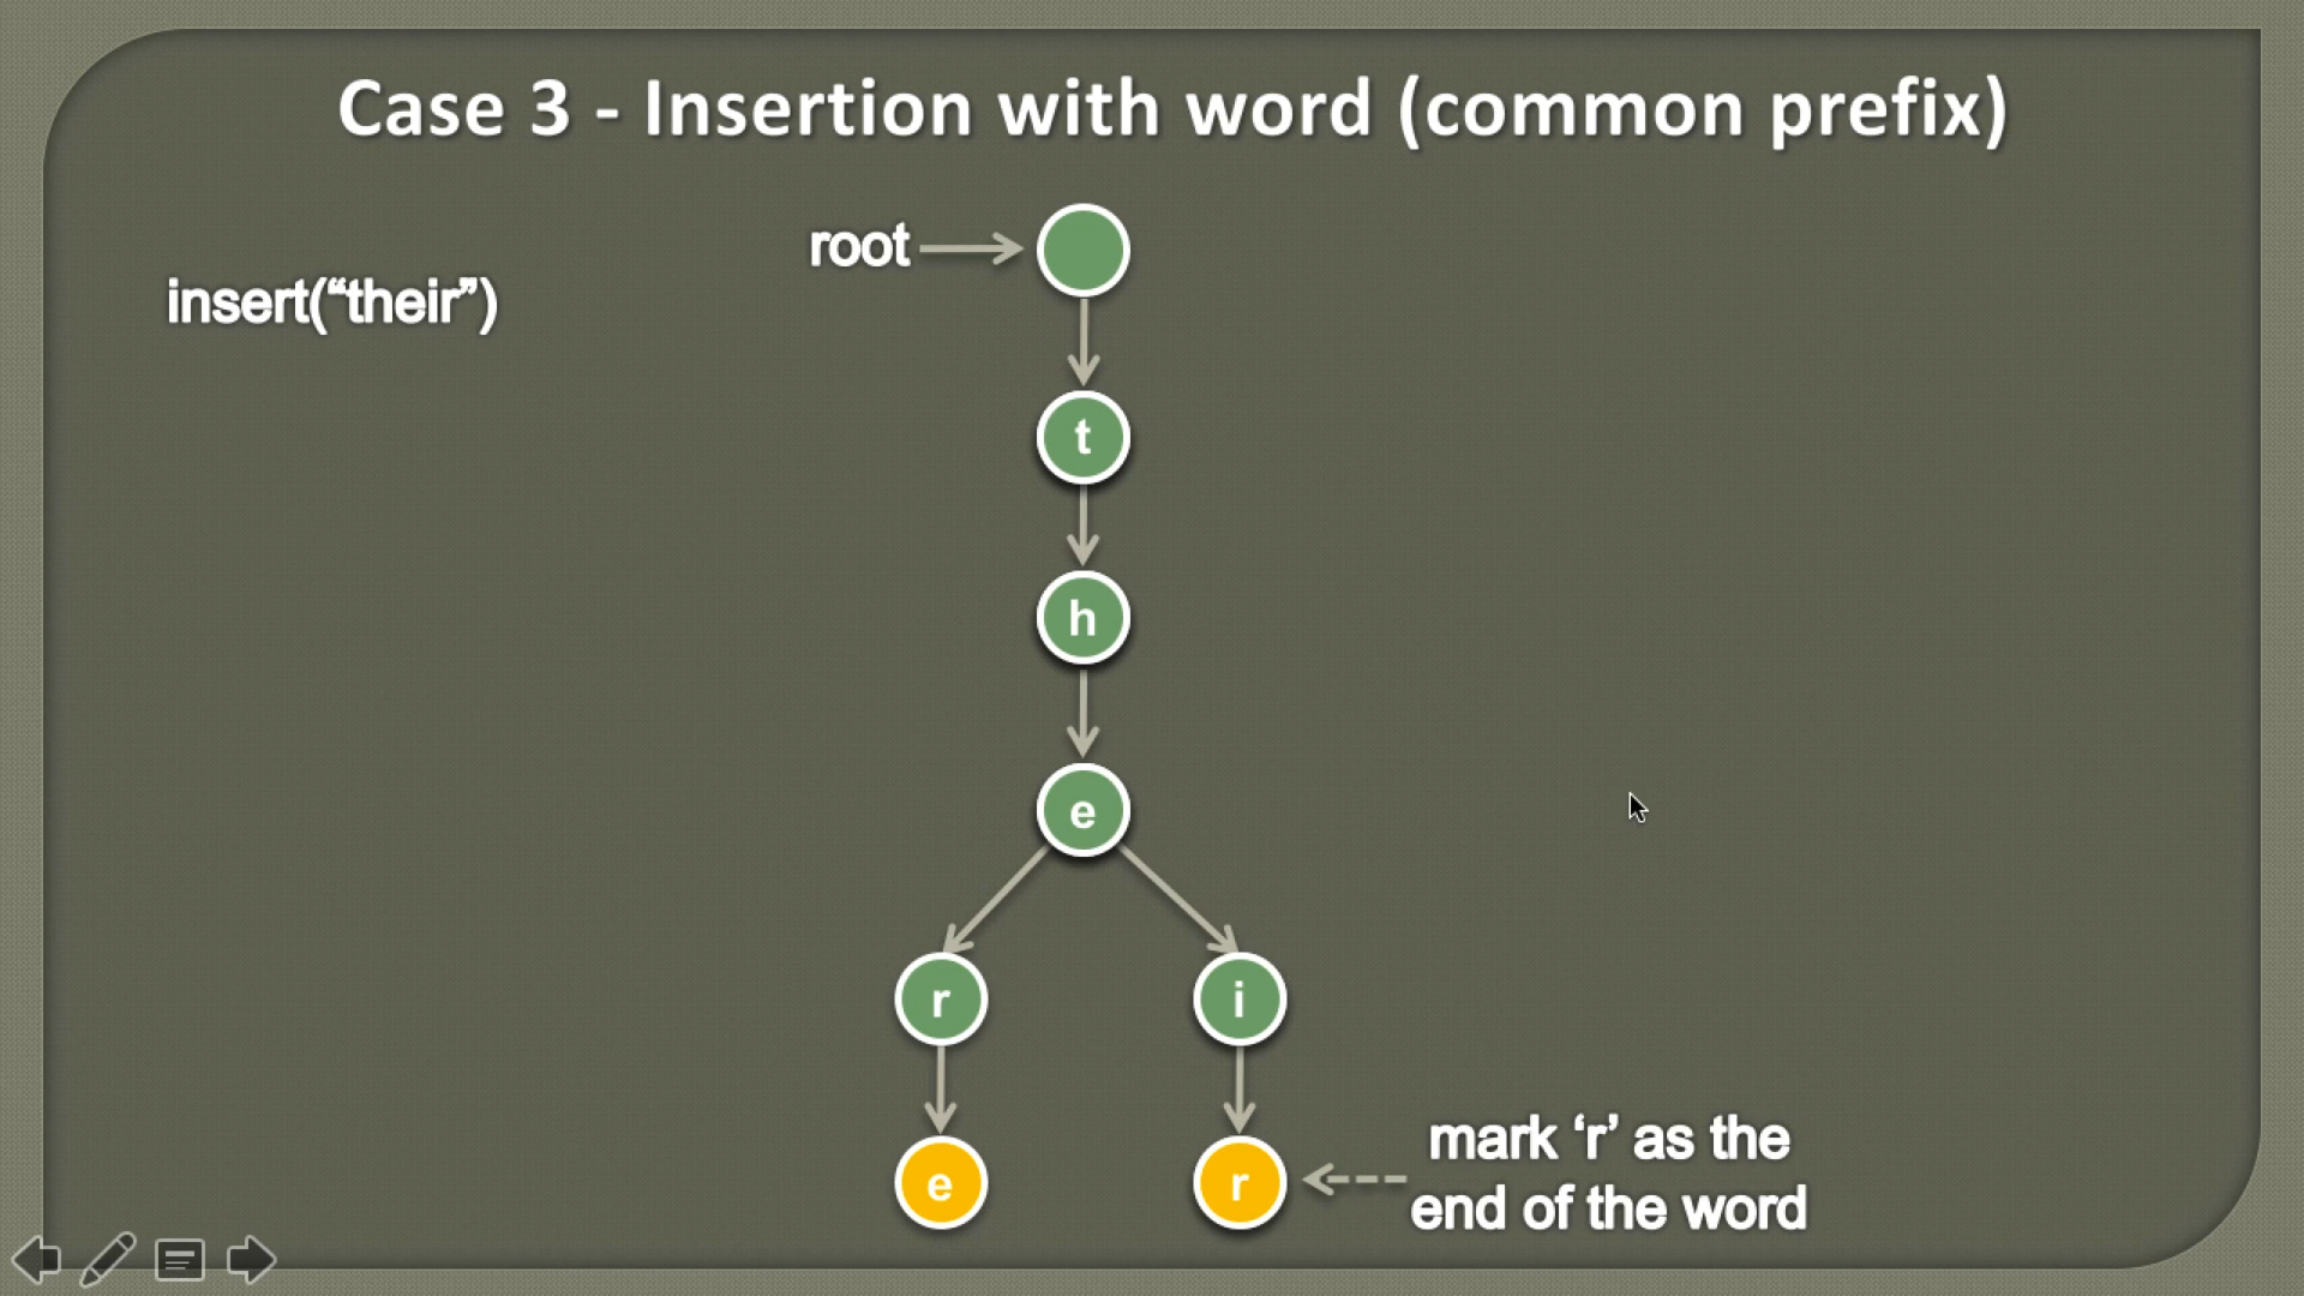 Case 3 - Insertion with word (common prefix)
root
insert(“their”)
t
h
e
r
i
e
r
mark ‘r’ as the
end of the word